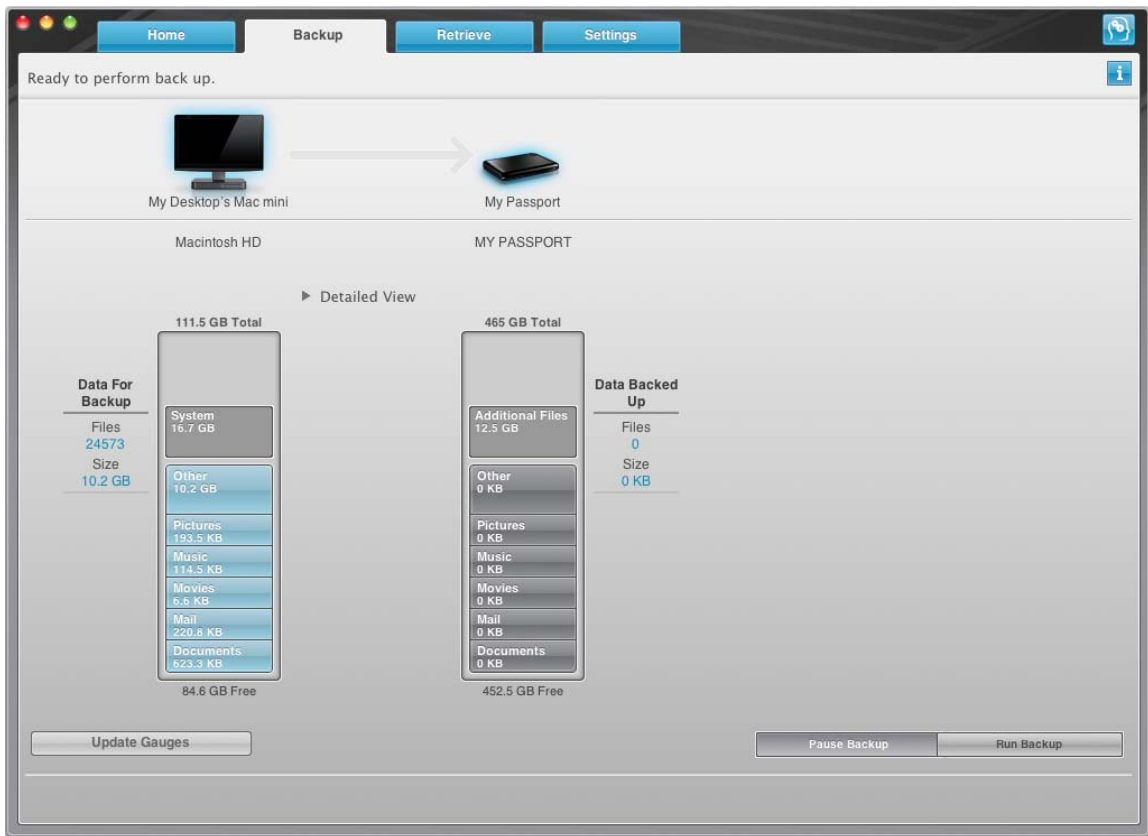 Home
Backup
Retrieve
Settings
Ready to perform back up.
My Desktop's Mac mini
My Passport
Macintosh HD
MY PASSPORT
Detailed View
111.5 GB Total
465 GB Total
Data For
Backup
Files
24573
Size
10.2 GB
System
16.7 GB
Other
10.2 GB
Pictures
193.5 KB
Music
114.5 KB
Movies
6.6 KB
Mail
220.8 KB
Documents
623.3 KB
84.6 GB Free
Additional Files
12.5 GB
Other
0 KB
Pictures
0 KB
Music
0 KB
Movies
0 KB
Mail
0 KB
Documents
0 KB
452.5 GB Free
Data Backed
Up
Files
0
Size
0 KB
Update Gauges
Pause Backup
Run Backup